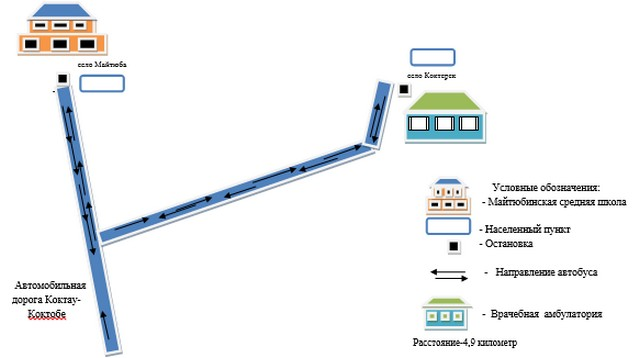 село Майтюба
село Коктерек
Условные обозначения:
- Майтюбинская средняя школа
- Населенный пункт
- Остановка
- Направление автобуса
- Врачебная амбулатория
Расстояние-4,9 километр
Автомобильная
дорога Коктау-
Коктобе